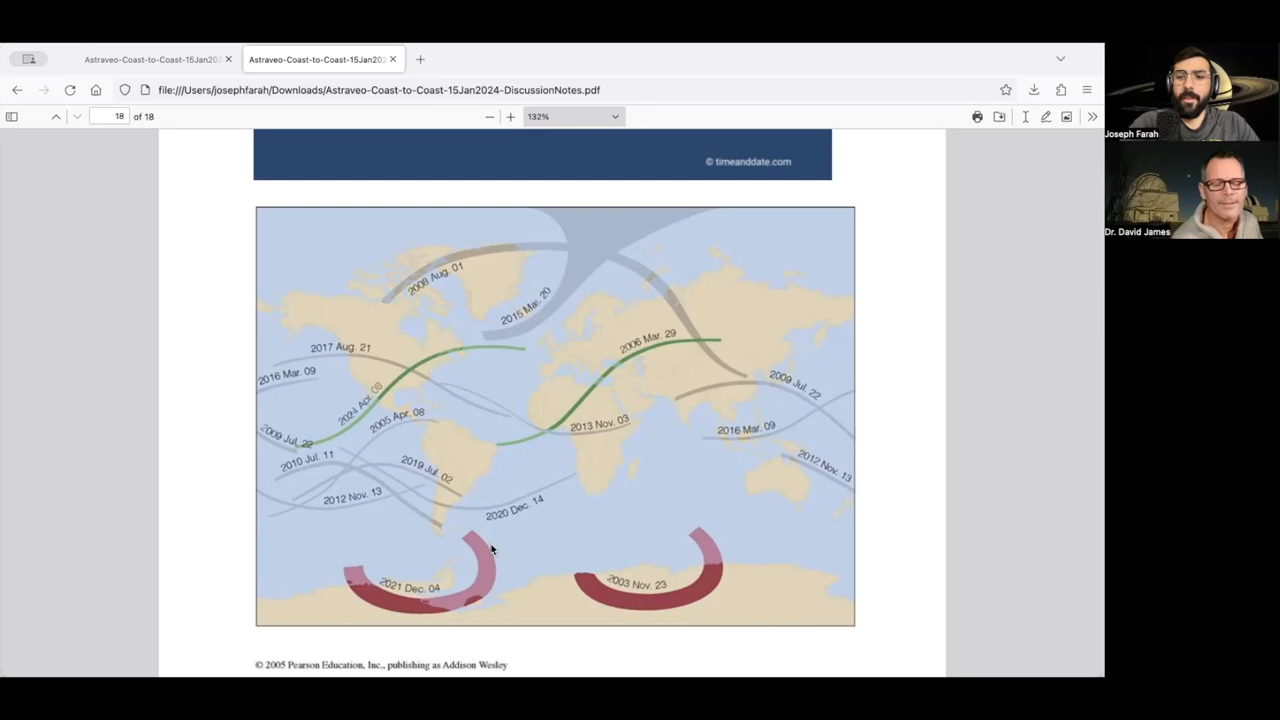 Astraveo-Coast-to-Coast-15Jan202
Astraveo-Coast-to-Coast-15Jan202
file:///Users/josephfarah/Downloads/Astraveo-Coast-to-Coast-15Jan2024-DiscussionNotes.pdf
18 of 18
132%
Joseph Farah
Dr. David James
© timeanddate.com
2008 Aug. 01
2015 Mar. 20
2017 Aug. 21
2006 Mar. 29
2016 Mar. 09
2024 Apr. 08
2009 Jul. 22
2005 Apr. 08
2013 Nov. 03
2016 Mar. 09
2009 Jul. 22
2010 Jul. 11
2019 Jul. 02
2012 Nov. 13
2012 Nov. 13
2020 Dec. 14
2021 Dec. 04
2003 Nov. 23
© 2005 Pearson Education, Inc., publishing as Addison Wesley